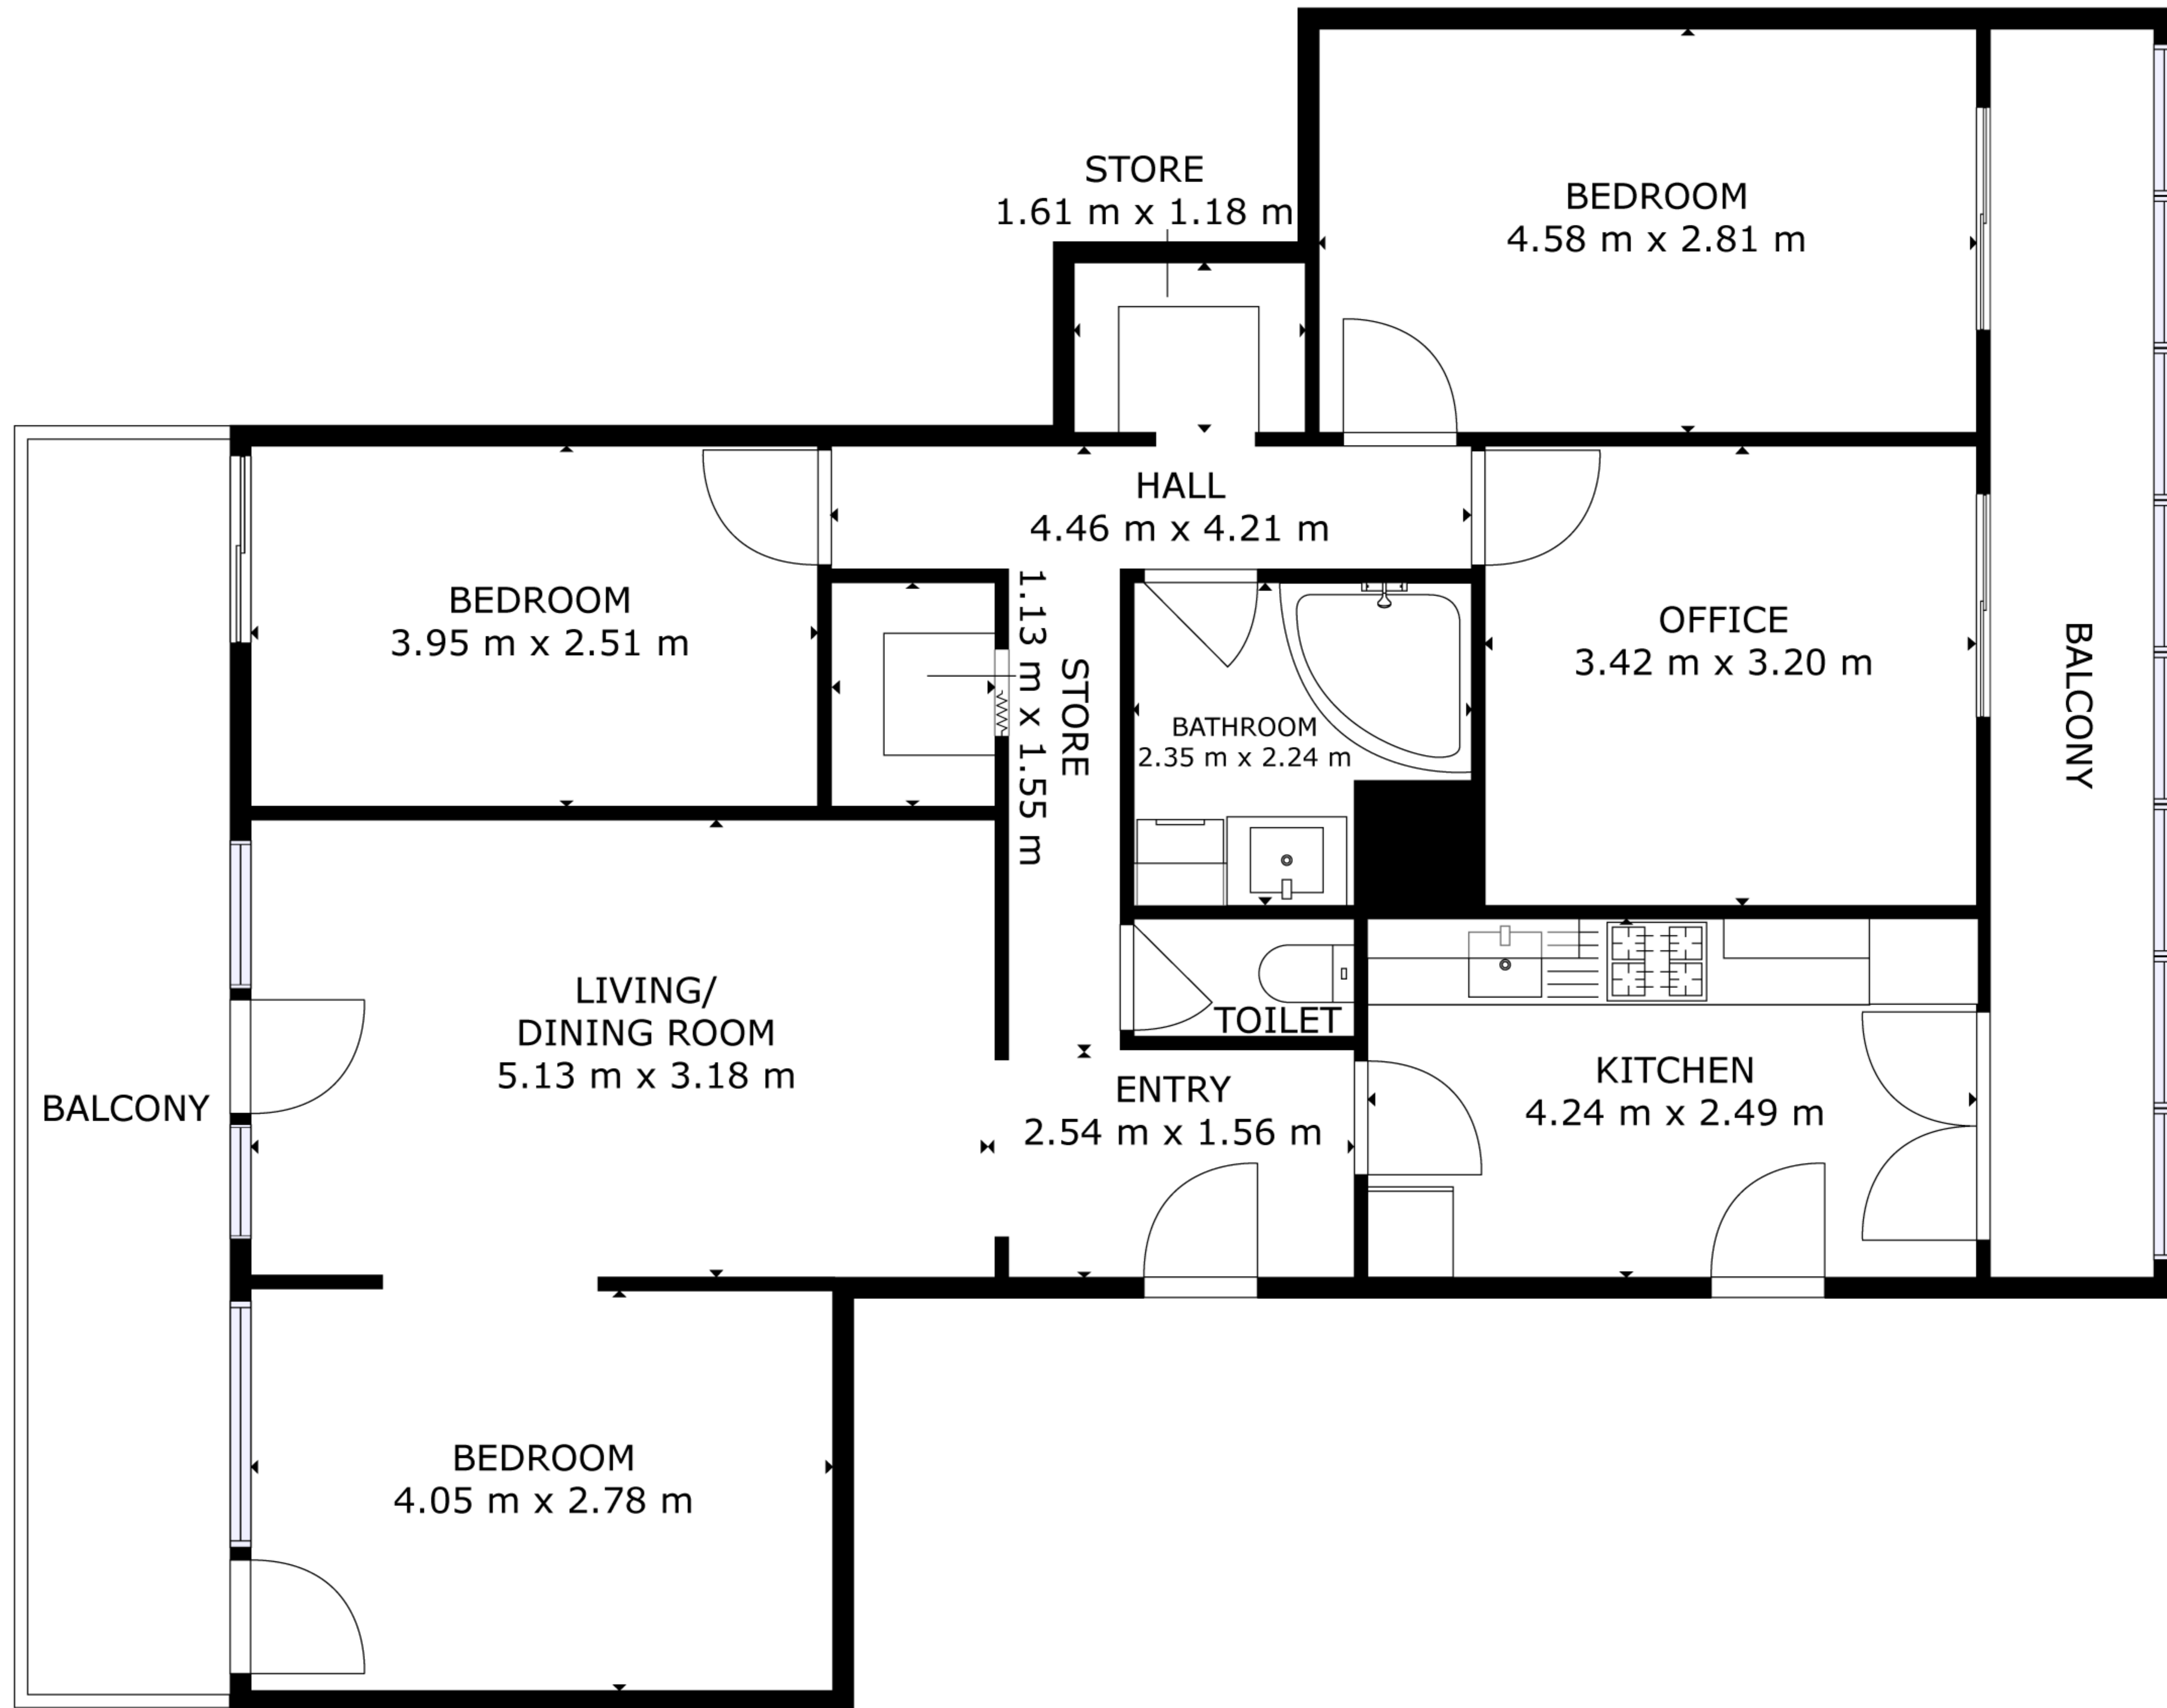 STORE
1.61 m x 1.18 m
BEDROOM
4.58 m x 2.81 m
HALL
4.46 m x 4.21 m
BEDROOM
3.95 m x 2.51 m
STORE
1.13 m x 1.55 m
OFFICE
3.42 m x 3.20 m
BALCONY
BATHROOM
2.35 m x 2.24 m
LIVING/
DINING ROOM
5.13 m x 3.18 m
TOILET
BALCONY
ENTRY
2.54 m x 1.56 m
KITCHEN
4.24 m x 2.49 m
BEDROOM
4.05 m x 2.78 m